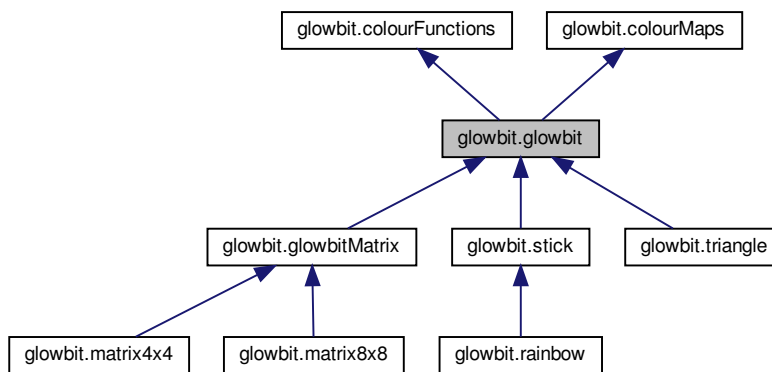 glowbit.colourFunctions
glowbit.colourMaps
glowbit.glowbit
glowbit.glowbitMatrix
glowbit.stick
glowbit.triangle
glowbit.matrix4x4
glowbit.matrix8x8
glowbit.rainbow